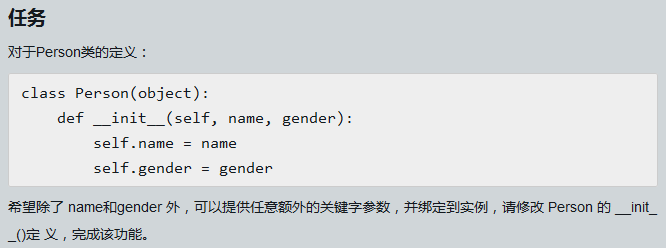 任务
对于Person类的定义：
class Person(object):
    def __init__(self, name, gender):
        self.name = name
        self.gender = gender
希望除了 name和gender 外，可以提供任意额外的关键字参数，并绑定到实例，请修改 Person 的 __init_
_()定 义，完成该功能。